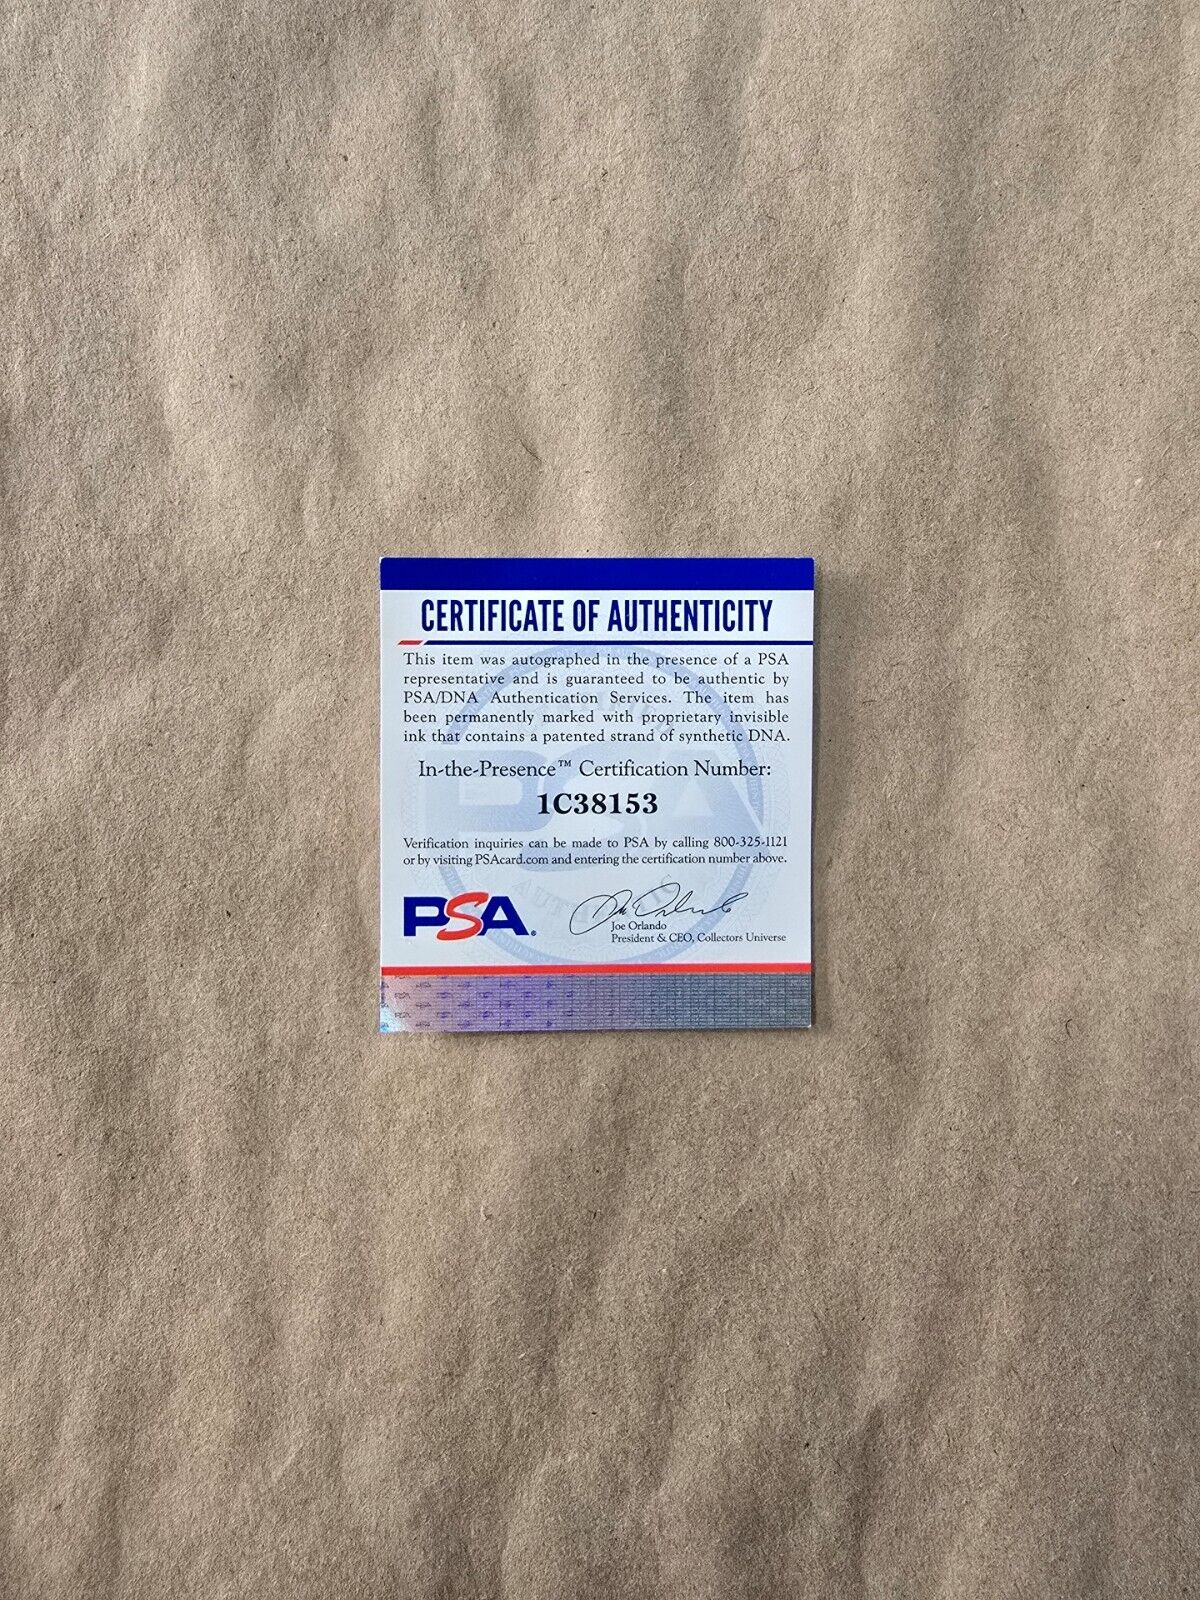 CERTIFICATE OF AUTHENTICITY
This item was autographed in the presence of a PSA
representative and is guaranteed to be authentic by
PSA/DNA Authentication Services. The item has
been permanently marked with proprietary invisible
ink that contains a patented strand of synthetic DNA.
In-the-Presence™ Certification Number:
1C38153
Verification inquiries can be made to PSA by calling 800-325-1121
or by visiting PSAcard.com and entering the certification number above.
PSA®
Joe Orlando
President & CEO, Collectors Universe